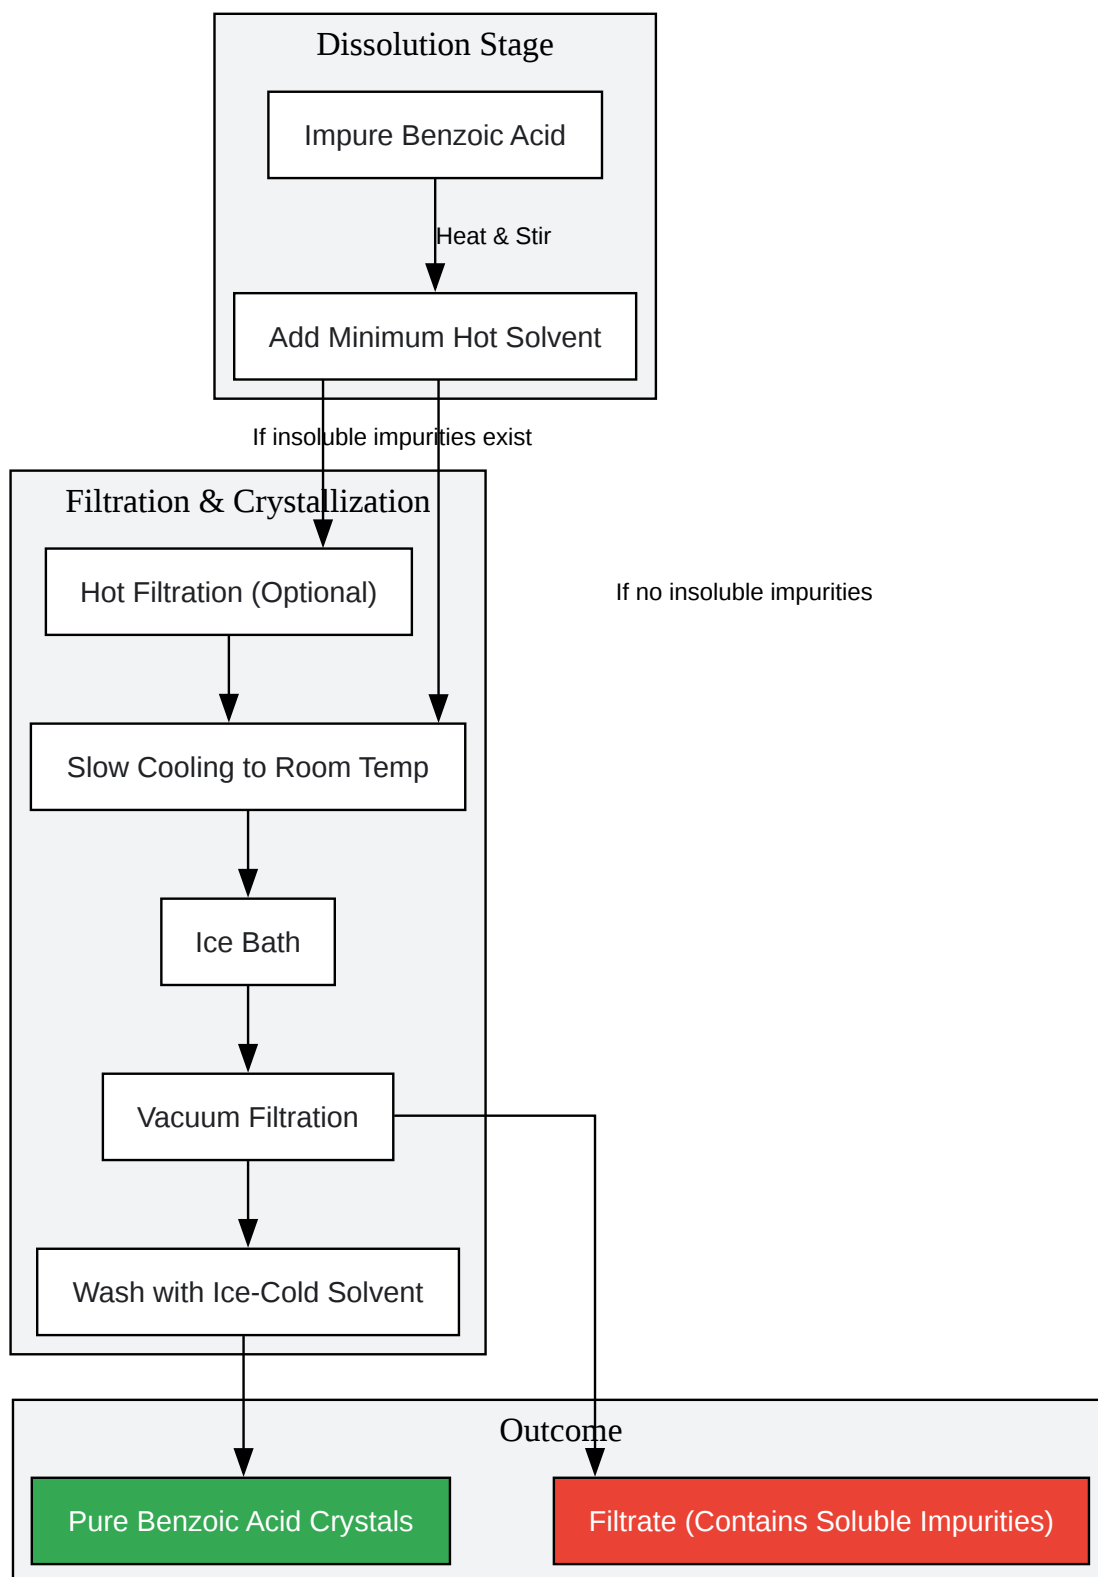 Dissolution Stage
Impure Benzoic Acid
Heat & Stir
Add Minimum Hot Solvent
If insoluble impurities exist
Filtration & Crystallization
Hot Filtration (Optional)
If no insoluble impurities
Slow Cooling to Room Temp
Ice Bath
Vacuum Filtration
Wash with Ice-Cold Solvent
Outcome
Pure Benzoic Acid Crystals
Filtrate (Contains Soluble Impurities)